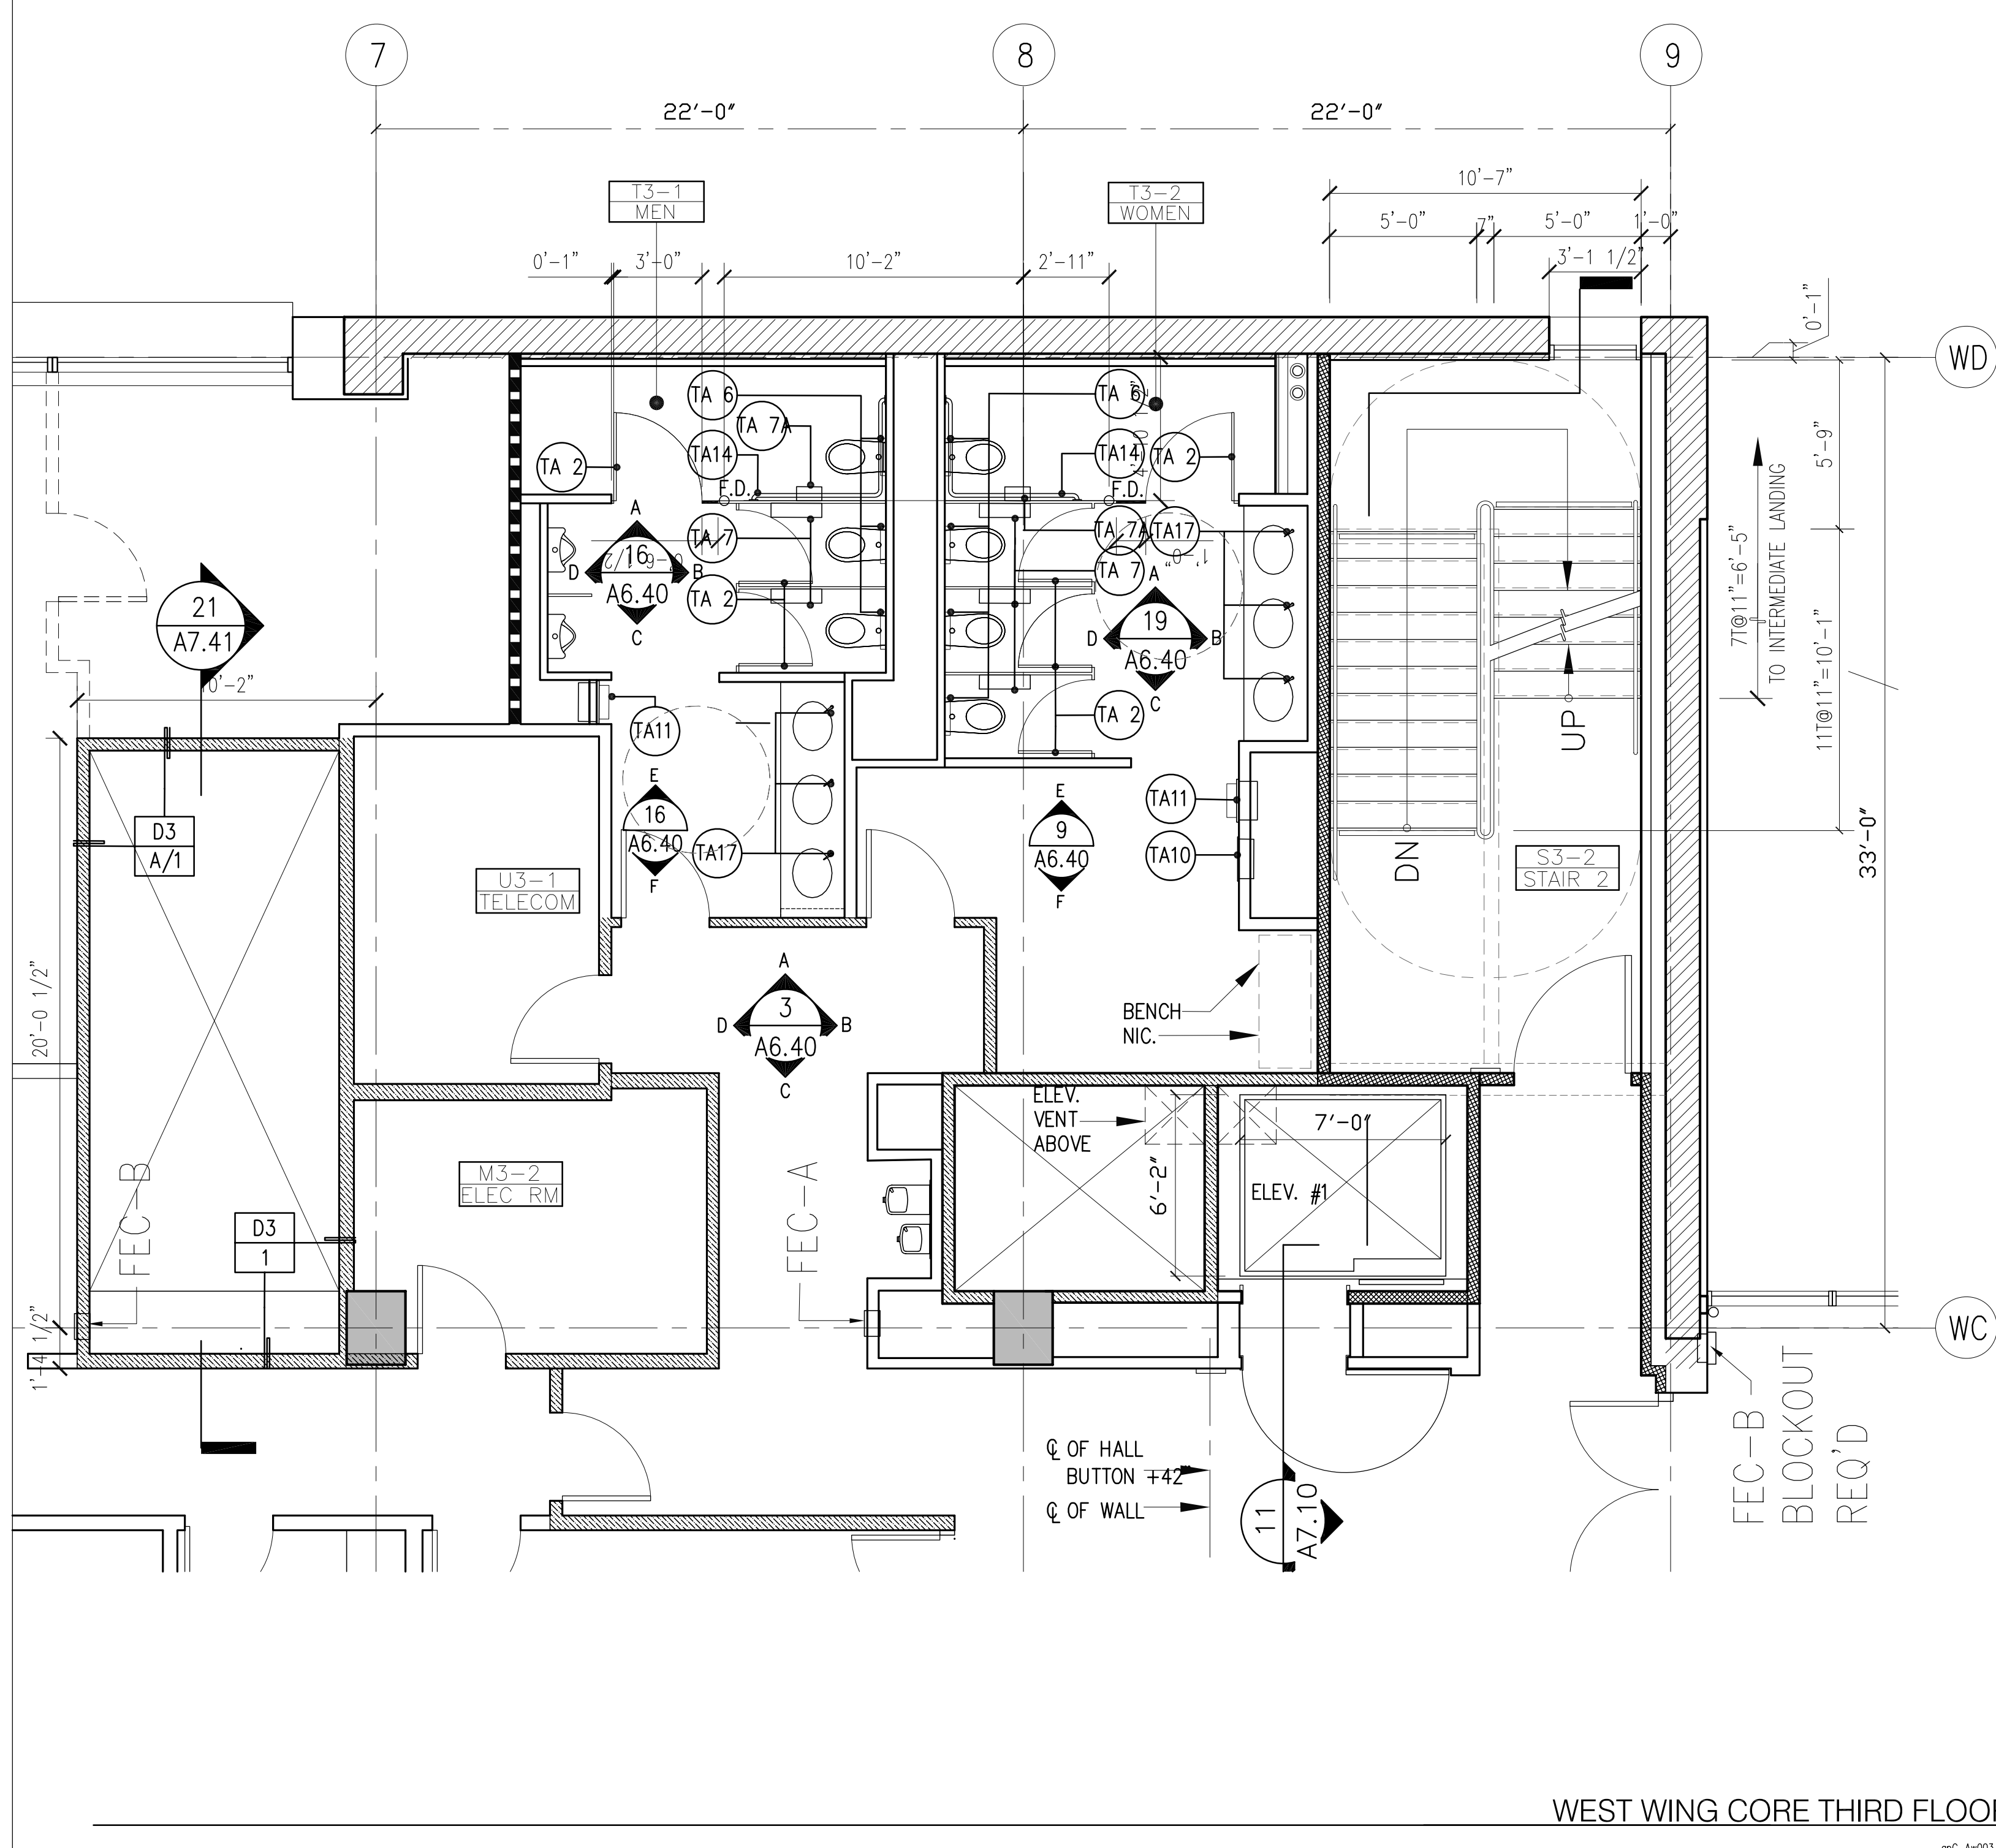 7
8
9
22'-0"
22'-0"
T3-1
MEN
T3-2
WOMEN
10'-7"
5'-0"
7"
5'-0"
1'-0"
0'-1"
3'-0"
10'-2"
2'-11"
3'-1 1/2"
0'-1"
WD
TA 6
TA 7A
TA14
TA 2
F.D.
TA 6
TA14
TA 2
F.D.
5'-9"
7T@11"=6'-5"
TO INTERMEDIATE LANDING
11T@11"=10'-1"
33'-0"
A
16
D
B
A6.40
C
TA 7
TA 2
TA 7A
TA17
TA 7
1'-0"
A
19
D
B
A6.40
C
TA 2
21
A7.41
10'-2"
TA11
E
16
A6.40
F
TA17
E
9
A6.40
F
TA11
TA10
UP
DN
S3-2
STAIR 2
D3
A/1
U3-1
TELECOM
20'-0 1/2"
A
3
D
B
A6.40
C
BENCH
NIC.
ELEV.
VENT
ABOVE
7'-0"
6'-2"
ELEV. #1
M3-2
ELEC RM
FEC-B
FEC-A
D3
1
1'-4 1/2"
WC
FEC-B
BLOCKOUT
REQ'D
℄ OF HALL
BUTTON +42"
℄ OF WALL
11
A7.10
WEST WING CORE THIRD FLOO